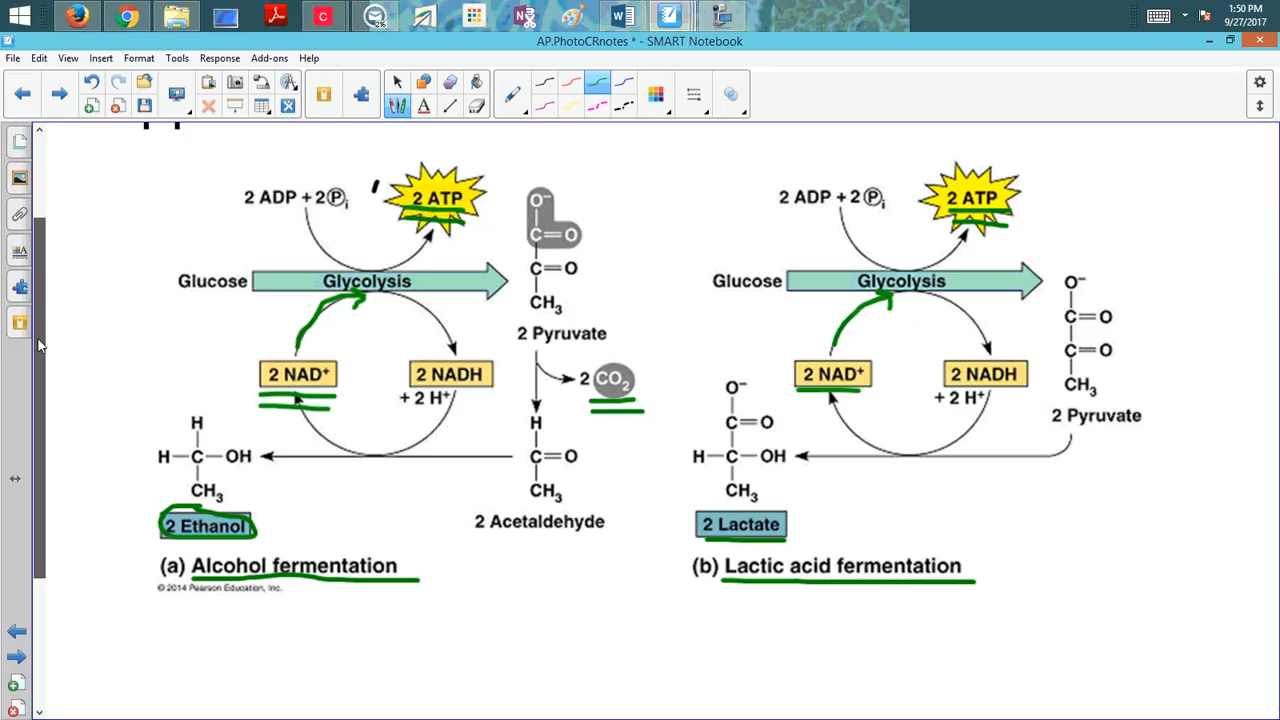 1:50 PM
9/27/2017
216
AP.PhotoCRnotes * - SMART Notebook
File Edit View Insert Format Tools Response Add-ons Help
2 ADP + 2 Pi
2 ATP
Glucose
Glycolysis
2 NAD+
2 NADH
+ 2 H+
O−
C=O
C=O
CH3
2 Pyruvate
2 CO2
H
C=O
CH3
2 Acetaldehyde
H
H—C—OH
CH3
2 Ethanol
(a) Alcohol fermentation
© 2014 Pearson Education, Inc.
2 ADP + 2 Pi
2 ATP
Glucose
Glycolysis
2 NAD+
2 NADH
+ 2 H+
O−
C=O
C=O
CH3
2 Pyruvate
O−
C=O
H—C—OH
CH3
2 Lactate
(b) Lactic acid fermentation